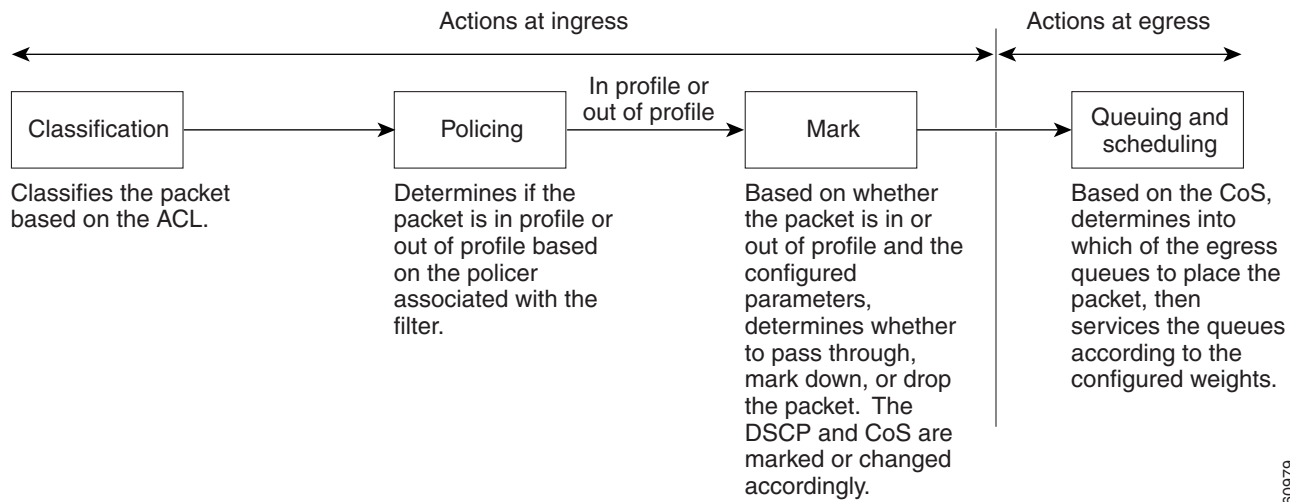 Actions at ingress
Actions at egress
Classification
Policing
In profile or
out of profile
Mark
Queuing and
scheduling
Classifies the packet
based on the ACL.
Determines if the
packet is in profile or
out of profile based
on the policer
associated with the
filter.
Based on whether
the packet is in or
out of profile and the
configured
parameters,
determines whether
to pass through,
mark down, or drop
the packet.  The
DSCP and CoS are
marked or changed
accordingly.
Based on the CoS,
determines into
which of the egress
queues to place the
packet, then
services the queues
according to the
configured weights.
60979